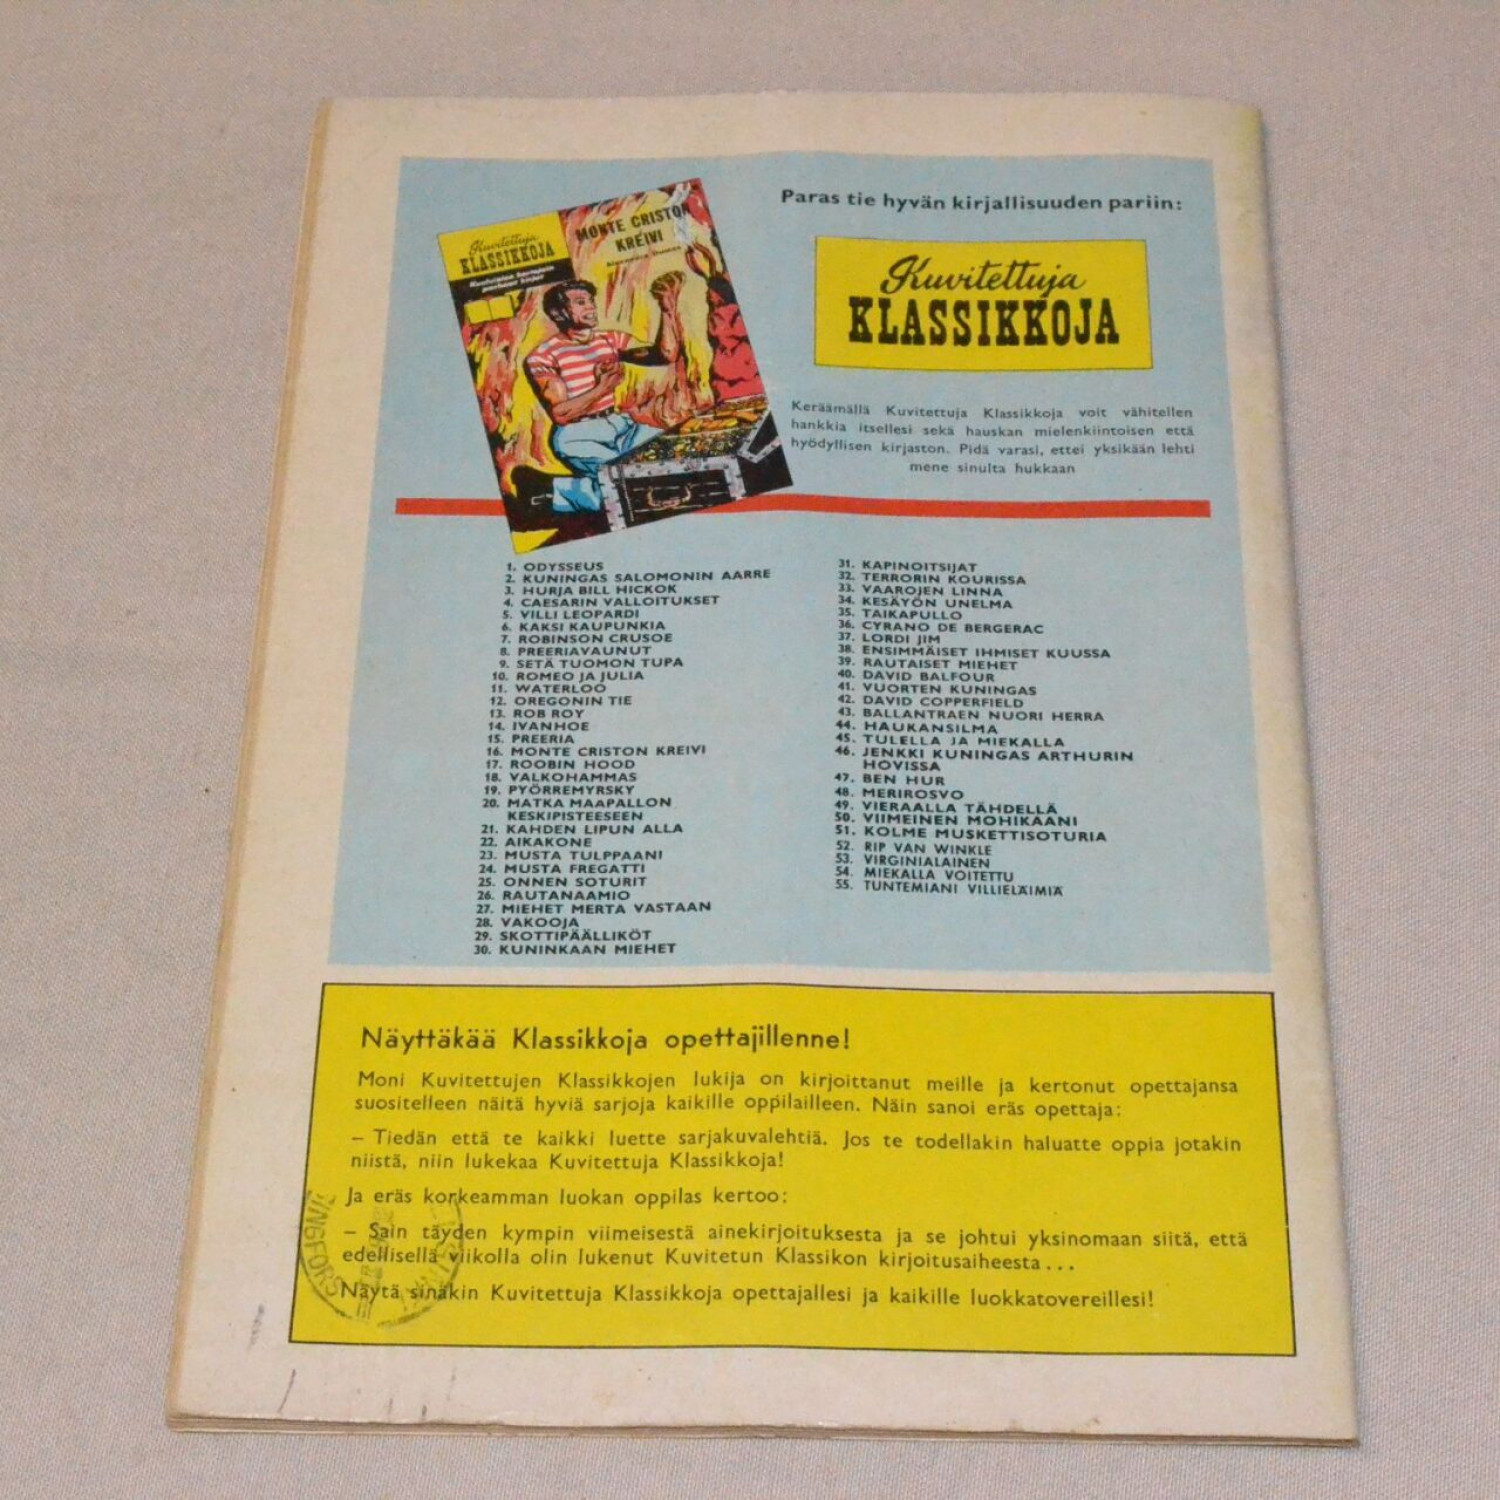 Kuvitettuja
KLASSIKKOJA
MONTE CRISTON
KREIVI
Alexandre Dumas
Paras tie hyvän kirjallisuuden pariin:
Kuvitettuja
KLASSIKKOJA
Keräämällä Kuvitettuja Klassikkoja voit vähitellen
hankkia itsellesi sekä hauskan mielenkiintoisen että
hyödyllisen kirjaston. Pidä varasi, ettei yksikään lehti
mene sinulta hukkaan
1. ODYSSEUS
2. KUNINGAS SALOMONIN AARRE
3. HURJA BILL HICKOK
4. CAESARIN VALLOITUKSET
5. VILLI LEOPARDI
6. KAKSI KAUPUNKIA
7. ROBINSON CRUSOE
8. PREERIAVAUNUT
9. SETÄ TUOMON TUPA
10. ROMEO JA JULIA
11. WATERLOO
12. OREGONIN TIE
13. ROB ROY
14. IVANHOE
15. PREERIA
16. MONTE CRISTON KREIVI
17. ROOBIN HOOD
18. VALKOHAMMAS
19. PYÖRREMYRSKY
20. MATKA MAAPALLON
KESKIPISTEESEEN
21. KAHDEN LIPUN ALLA
22. AIKAKONE
23. MUSTA TULPPAANI
24. MUSTA FREGATTI
25. ONNEN SOTURIT
26. RAUTANAAMIO
27. MIEHET MERTA VASTAAN
28. VAKOOJA
29. SKOTTIPÄÄLLIKÖT
30. KUNINKAAN MIEHET
31. KAPINOITSIJAT
32. TERRORIN KOURISSA
33. VAAROJEN LINNA
34. KESÄYÖN UNELMA
35. TAIKAPULLO
36. CYRANO DE BERGERAC
37. LORDI JIM
38. ENSIMMÄISET IHMISET KUUSSA
39. RAUTAISET MIEHET
40. DAVID BALFOUR
41. VUORTEN KUNINGAS
42. DAVID COPPERFIELD
43. BALLANTRAEN NUORI HERRA
44. HAUKANSILMA
45. TULELLA JA MIEKALLA
46. JENKKI KUNINGAS ARTHURIN
HOVISSA
47. BEN HUR
48. MERIROSVO
49. VIERAALLA TÄHDELLÄ
50. VIIMEINEN MOHIKAANI
51. KOLME MUSKETTISOTURIA
52. RIP VAN WINKLE
53. VIRGINIALAINEN
54. MIEKALLA VOITETTU
55. TUNTEMIANI VILLIELÄIMIÄ
Näyttäkää Klassikkoja opettajillenne!
Moni Kuvitettujen Klassikkojen lukija on kirjoittanut meille ja kertonut opettajansa
suositelleen näitä hyviä sarjoja kaikille oppilailleen. Näin sanoi eräs opettaja:
– Tiedän että te kaikki luette sarjakuvalehtiä. Jos te todellakin haluatte oppia jotakin
niistä, niin lukekaa Kuvitettuja Klassikkoja!
Ja eräs korkeamman luokan oppilas kertoo:
– Sain täyden kympin viimeisestä ainekirjoituksesta ja se johtui yksinomaan siitä, että
edellisellä viikolla olin lukenut Kuvitetun Klassikon kirjoitusaiheesta...
Näytä sinäkin Kuvitettuja Klassikkoja opettajallesi ja kaikille luokkatovereillesi!